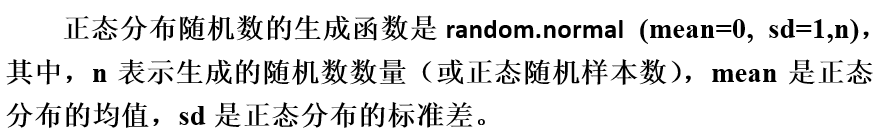 正态分布随机数的生成函数是 random.normal (mean=0, sd=1,n)，
其中，n 表示生成的随机数数量（或正态随机样本数），mean 是正态
分布的均值，sd 是正态分布的标准差。